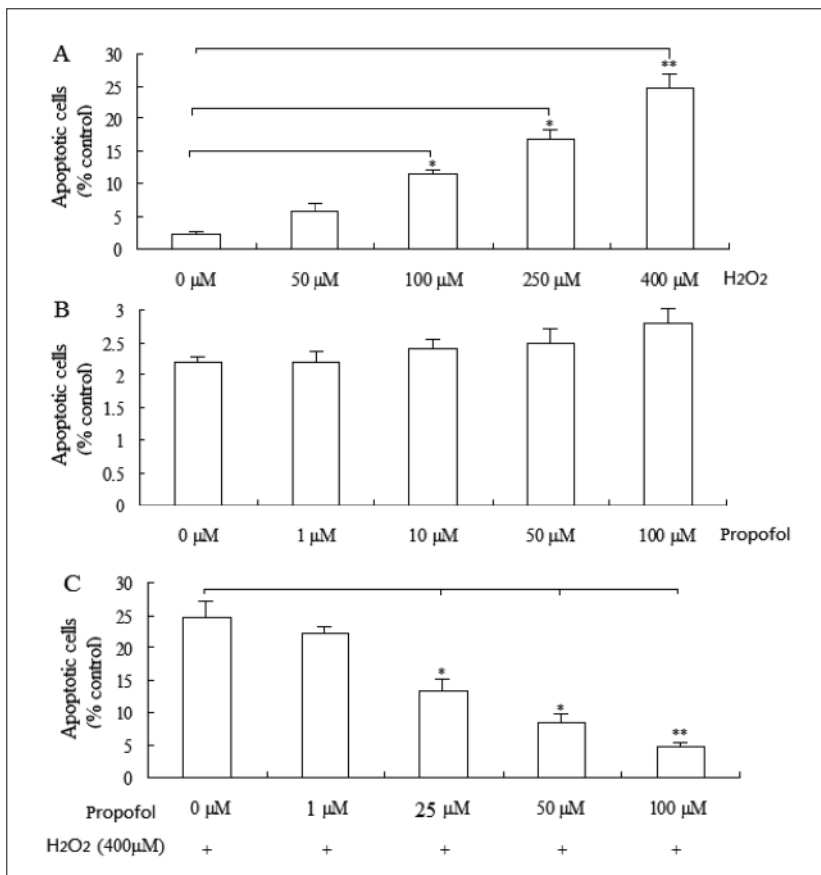 A
30
25
20
15
10
5
0
Apoptotic cells
(% control)
*
*
**
0 µM 50 µM 100 µM 250 µM 400 µM H2O2
B
3
2.5
2
1.5
1
0.5
0
Apoptotic cells
(% control)
0 µM 1 µM 10 µM 50 µM 100 µM Propofol
C
30
25
20
15
10
5
0
Apoptotic cells
(% control)
*
*
**
Propofol 0 µM 1 µM 25 µM 50 µM 100 µM
H2O2 (400µM) + + + + +